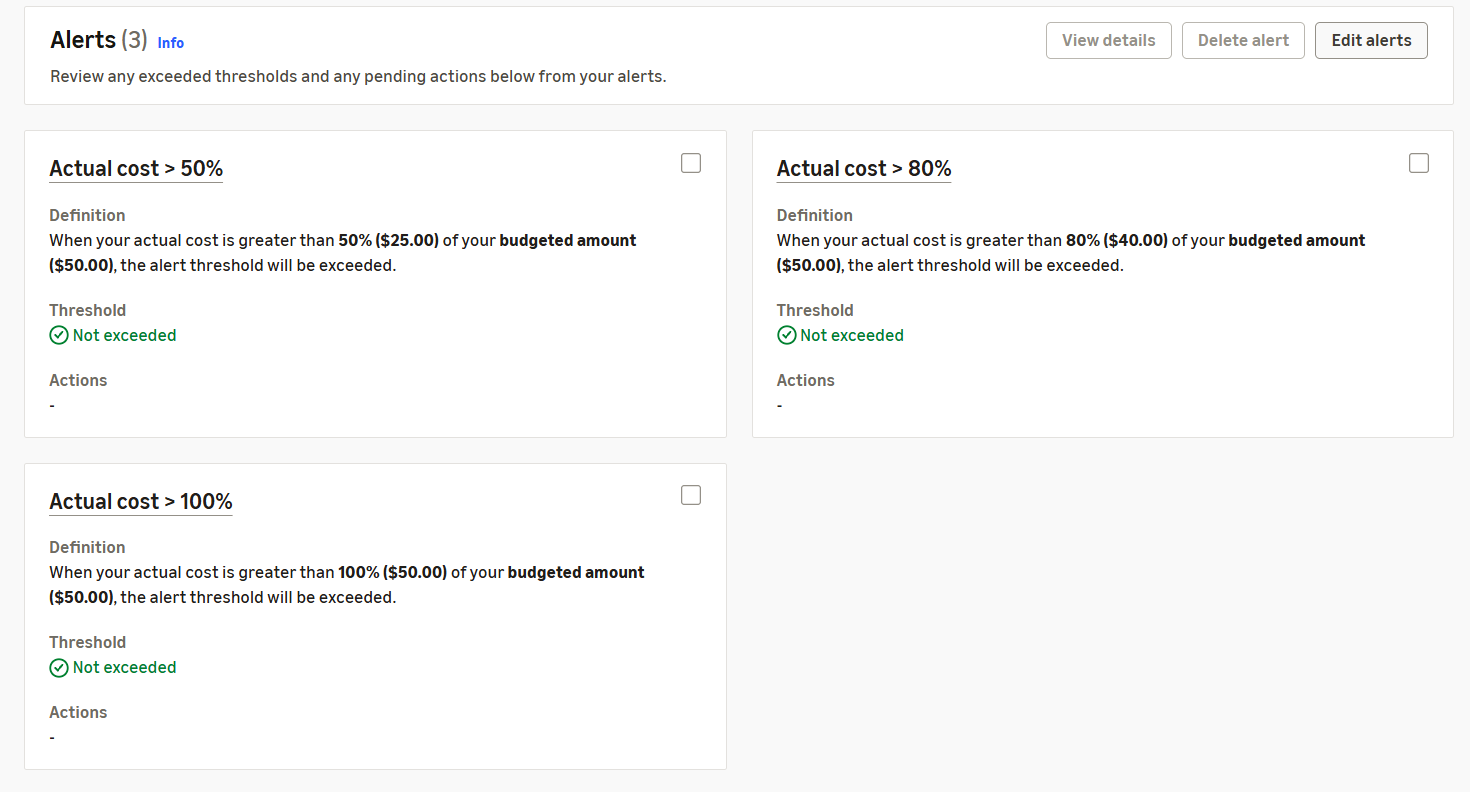 Alerts (3) Info
View details
Delete alert
Edit alerts
Review any exceeded thresholds and any pending actions below from your alerts.
Actual cost > 50%
Definition
When your actual cost is greater than 50% ($25.00) of your budgeted amount
($50.00), the alert threshold will be exceeded.
Threshold
Not exceeded
Actions
-
Actual cost > 80%
Definition
When your actual cost is greater than 80% ($40.00) of your budgeted amount
($50.00), the alert threshold will be exceeded.
Threshold
Not exceeded
Actions
-
Actual cost > 100%
Definition
When your actual cost is greater than 100% ($50.00) of your budgeted amount
($50.00), the alert threshold will be exceeded.
Threshold
Not exceeded
Actions
-